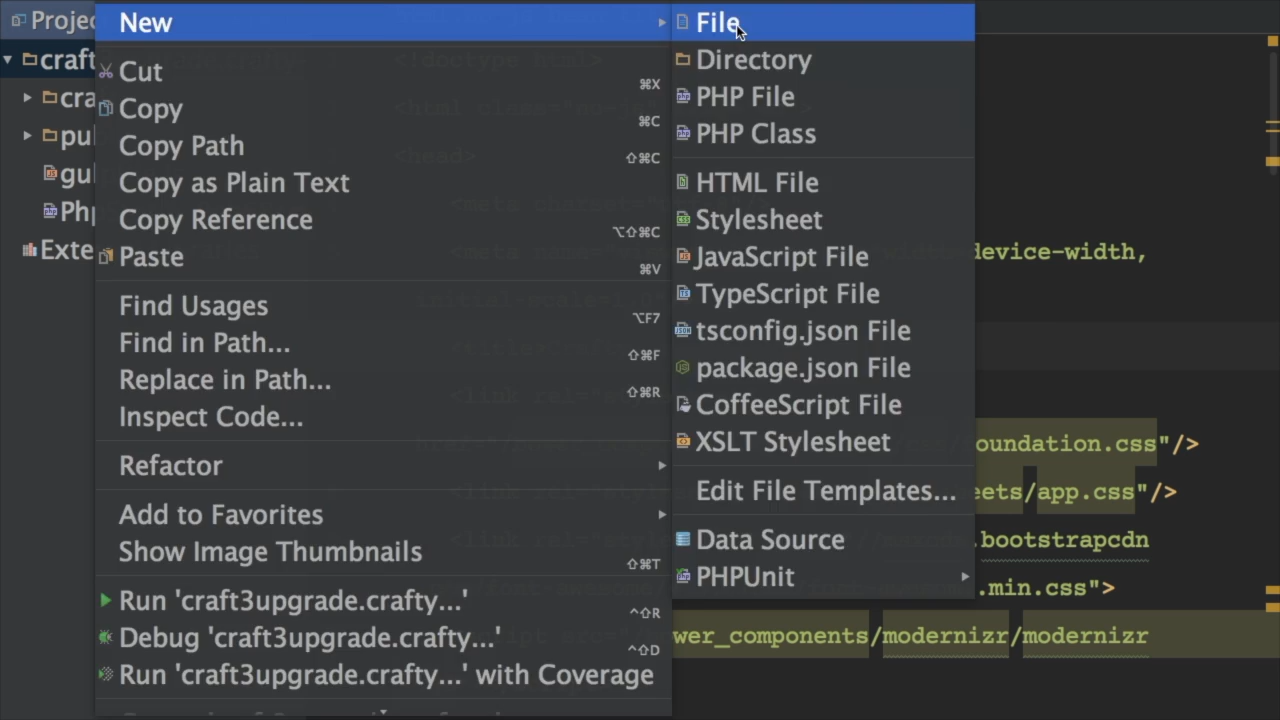 Projec
New
File
craft
Cut
⌘X
Directory
cra
Copy
⌘C
PHP File
pu
Copy Path
⇧⌘C
PHP Class
gul
Copy as Plain Text
HTML File
Ph
Copy Reference
⌥⇧⌘C
Stylesheet
Exte
Paste
⌘V
JavaScript File
device-width,
Find Usages
⌥F7
TypeScript File
Find in Path...
⇧⌘F
tsconfig.json File
Replace in Path...
⇧⌘R
package.json File
Inspect Code...
CoffeeScript File
XSLT Stylesheet
oundation.css"/>
Refactor
Edit File Templates...
eets/app.css"/>
Add to Favorites
Data Source
.bootstrapcdn
Show Image Thumbnails
⇧⌘T
PHPUnit
.min.css">
Run 'craft3upgrade.crafty...'
^⇧R
Debug 'craft3upgrade.crafty...'
^⇧D
wer_components/modernizr/modernizr
Run 'craft3upgrade.crafty...' with Coverage